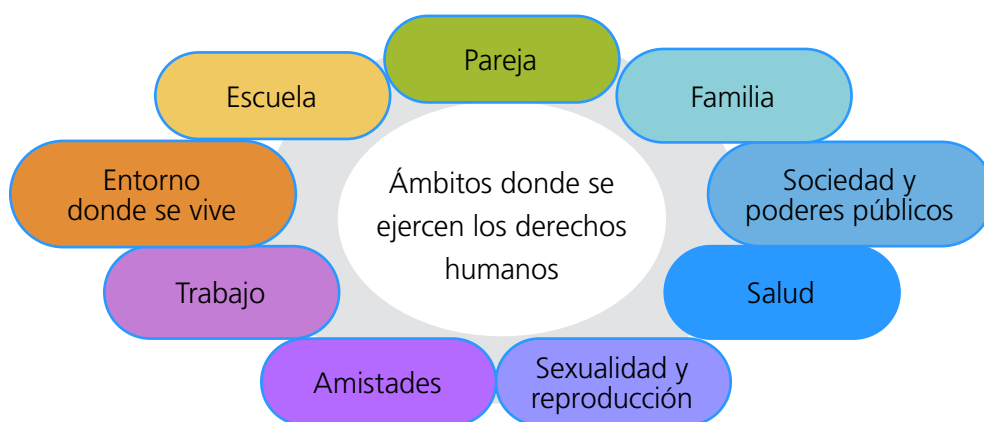 Pareja
Escuela
Familia
Entorno
donde se vive
Ámbitos donde se
ejercen los derechos
humanos
Sociedad y
poderes públicos
Trabajo
Salud
Amistades
Sexualidad y
reproducción